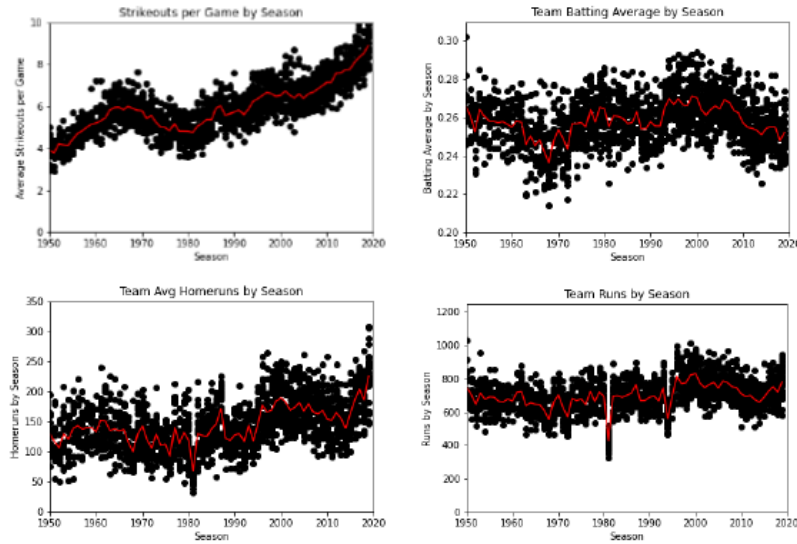 Strikeouts per Game by Season
Average Strikeouts per Game
10
8
6
4
2
0
1950 1960 1970 1980 1990 2000 2010 2020
Season
Team Batting Average by Season
Batting Average by Season
0.30
0.28
0.26
0.24
0.22
0.20
1950 1960 1970 1980 1990 2000 2010 2020
Season
Team Avg Homeruns by Season
Homeruns by Season
350
300
250
200
150
100
50
0
1950 1960 1970 1980 1990 2000 2010 2020
Season
Team Runs by Season
Runs by Season
1200
1000
800
600
400
200
0
1950 1960 1970 1980 1990 2000 2010 2020
Season